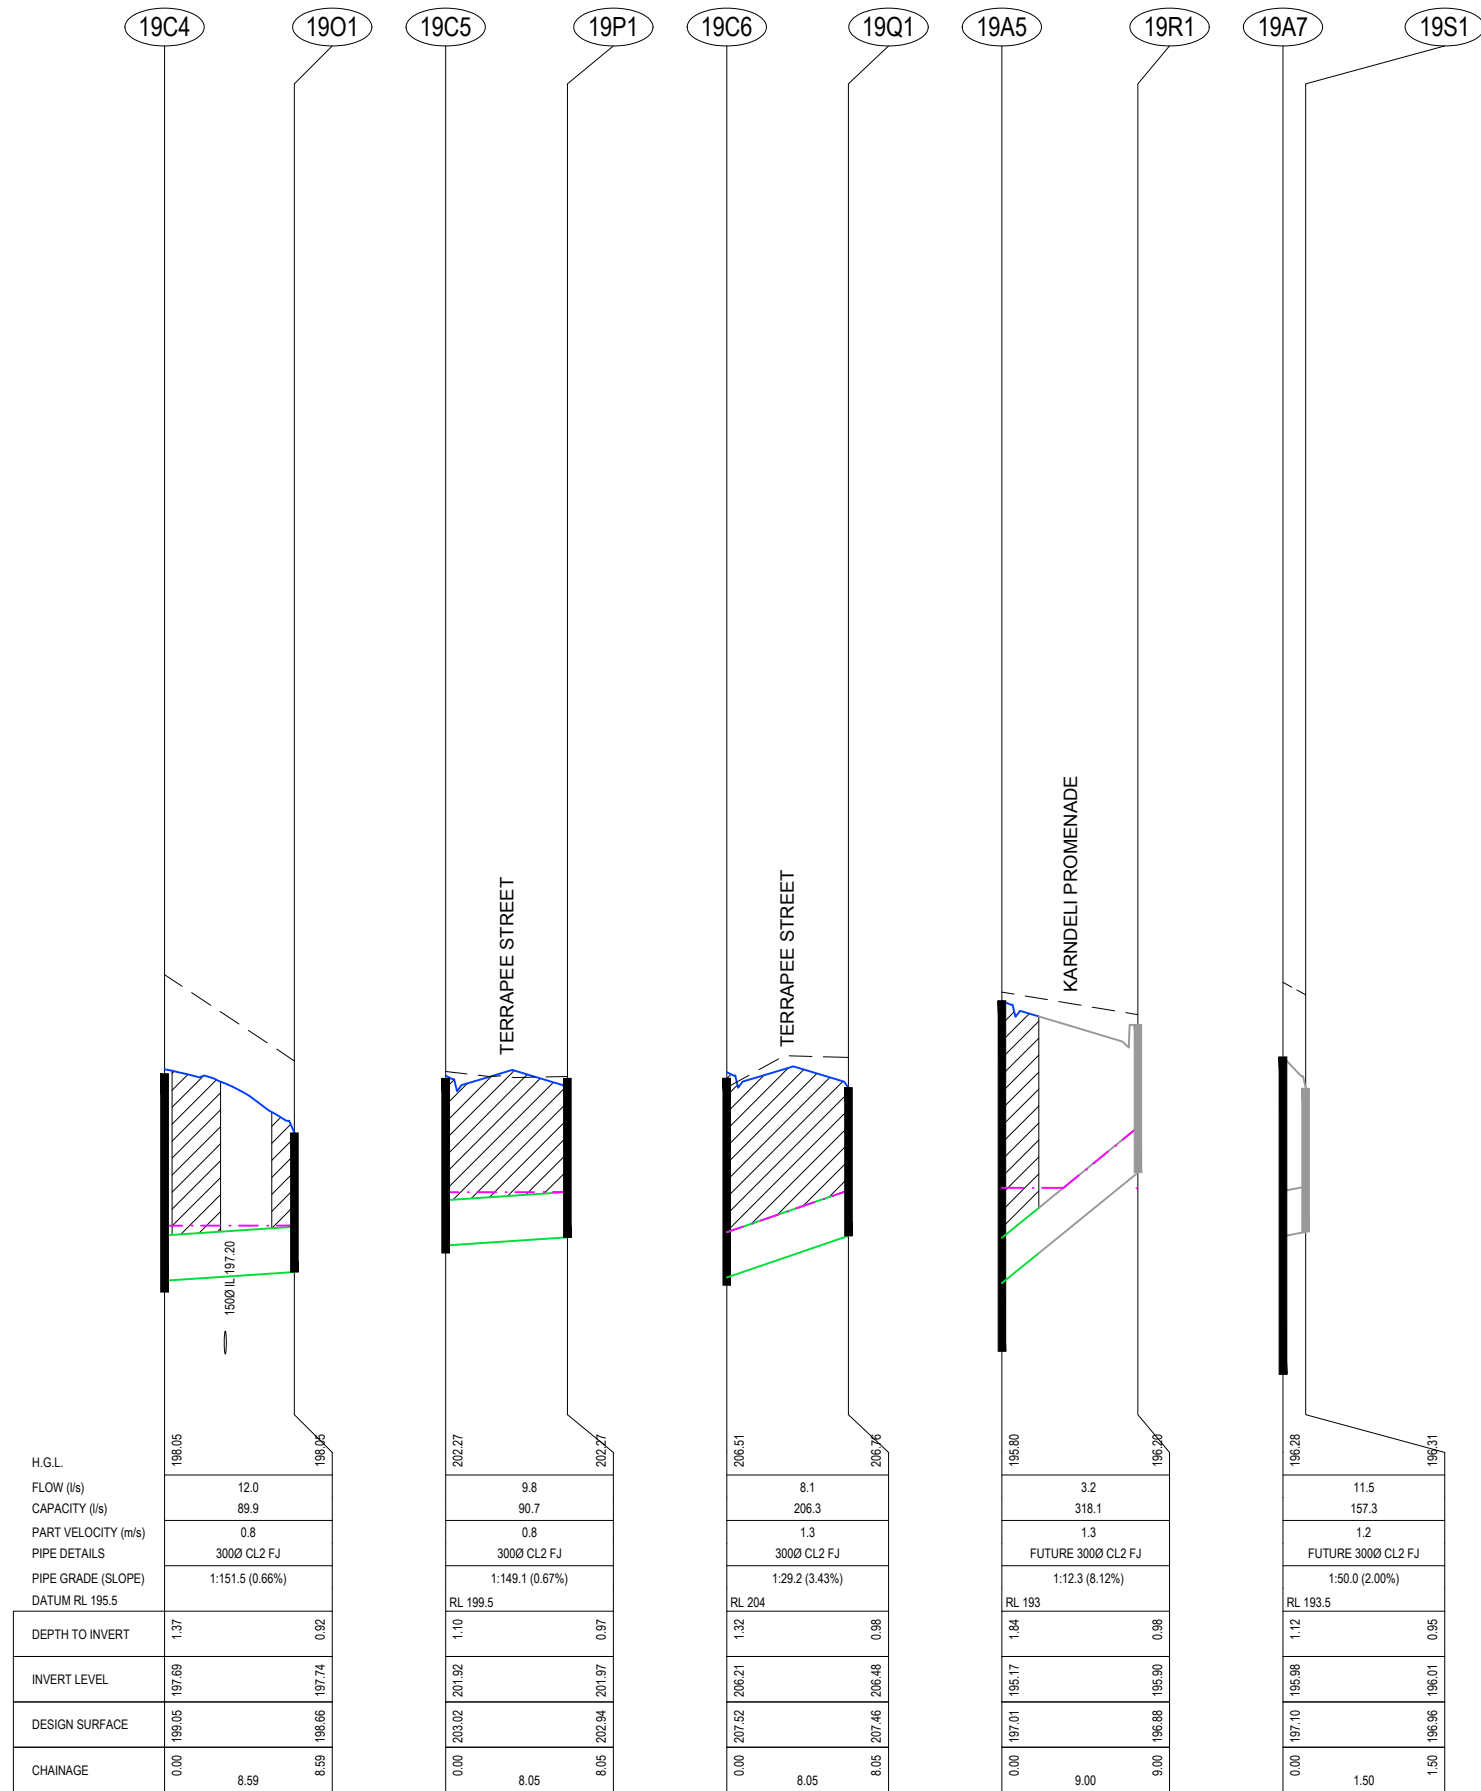 19C4 19O1 19C5 19P1 19C6 19Q1 19A5 19R1 19A7 19S1
KARNDELI PROMENADE
TERRAPEE STREET
TERRAPEE STREET
150Ø IL 197.20
H.G.L. 198.05 198.05 202.27 202.27 206.51 206.76 195.80 196.20 196.28 196.31
FLOW (l/s) 12.0 9.8 8.1 3.2 11.5
CAPACITY (l/s) 89.9 90.7 206.3 318.1 157.3
PART VELOCITY (m/s) 0.8 0.8 1.3 1.3 1.2
PIPE DETAILS 300Ø CL2 FJ 300Ø CL2 FJ 300Ø CL2 FJ FUTURE 300Ø CL2 FJ FUTURE 300Ø CL2 FJ
PIPE GRADE (SLOPE) 1:151.5 (0.66%) 1:149.1 (0.67%) 1:29.2 (3.43%) 1:12.3 (8.12%) 1:50.0 (2.00%)
DATUM RL 195.5 RL 199.5 RL 204 RL 193 RL 193.5
DEPTH TO INVERT 1.37 0.92 1.10 0.97 1.32 0.98 1.84 0.98 1.12 0.95
INVERT LEVEL 197.69 197.74 201.92 201.97 206.21 206.48 195.17 195.90 195.98 196.01
DESIGN SURFACE 199.05 198.66 203.02 202.94 207.52 207.46 197.01 196.88 197.10 196.96
CHAINAGE 0.00 8.59 0.00 8.05 0.00 8.05 0.00 9.00 0.00 1.50
8.59 8.05 8.05 9.00 1.50